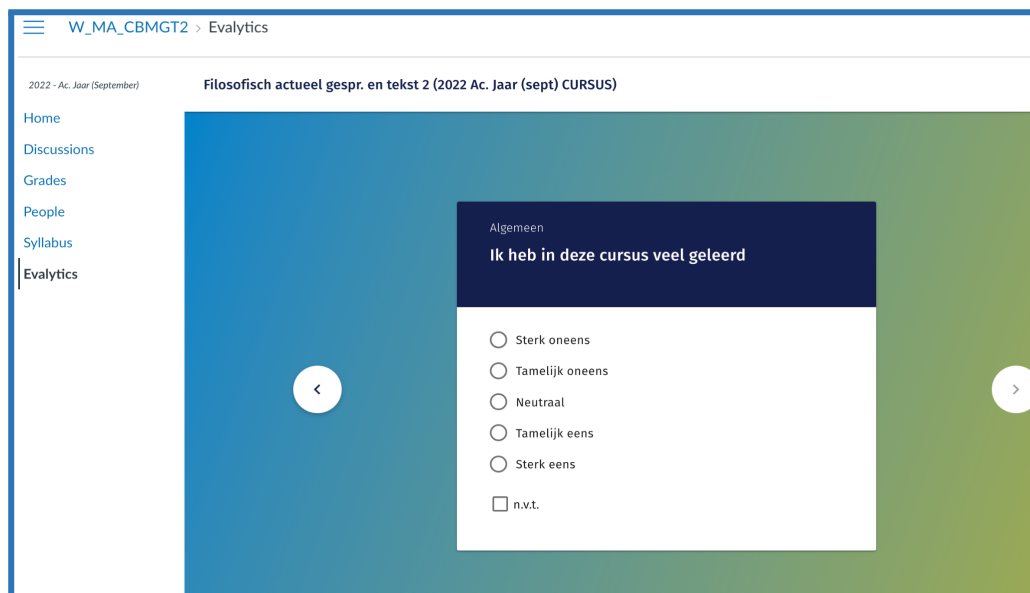 W_MA_CBMGT2 > Evalytics
2022 - Ac. Jaar (September)
Filosofisch actueel gespr. en tekst 2 (2022 Ac. Jaar (sept) CURSUS)
Home
Discussions
Grades
People
Syllabus
Evalytics
Algemeen
Ik heb in deze cursus veel geleerd
Sterk oneens
Tamelijk oneens
Neutraal
Tamelijk eens
Sterk eens
n.v.t.